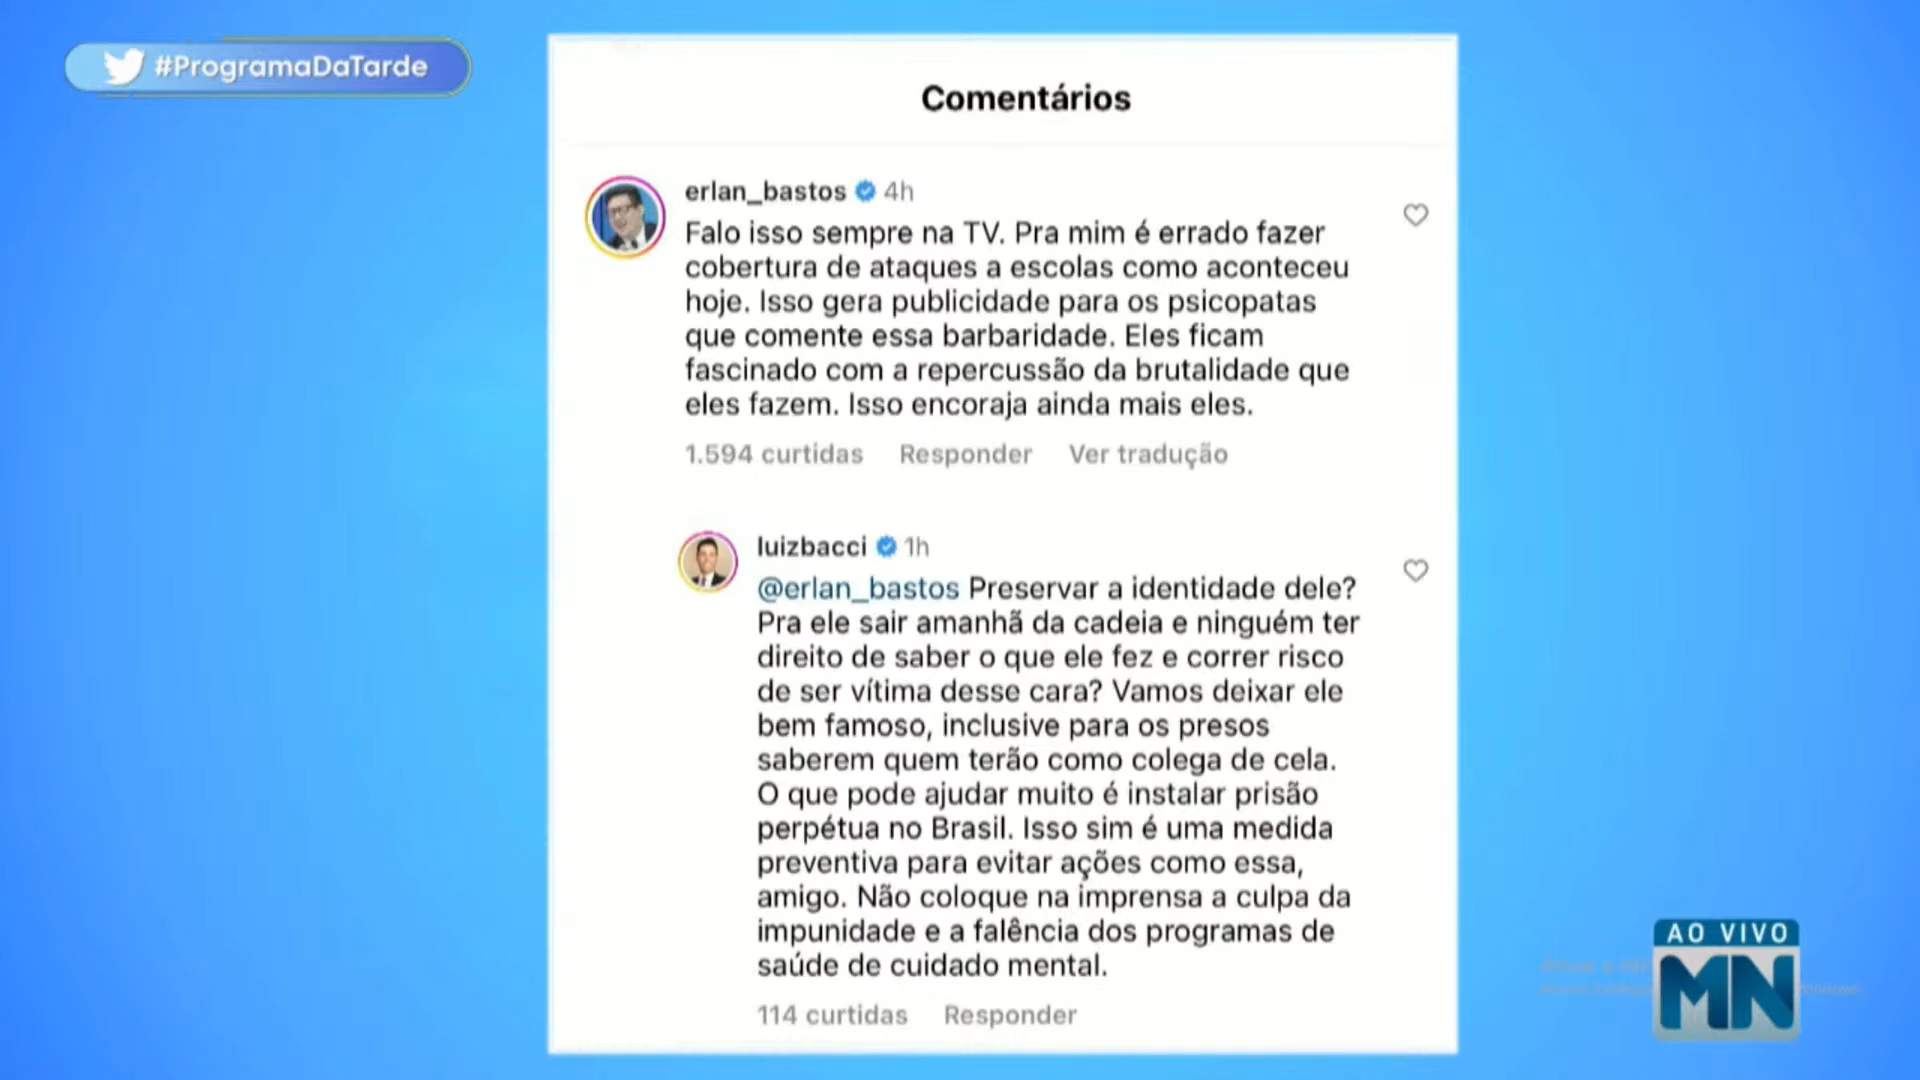 #ProgramaDaTarde
Comentários
erlan_bastos 4h
Falo isso sempre na TV. Pra mim é errado fazer
cobertura de ataques a escolas como aconteceu
hoje. Isso gera publicidade para os psicopatas
que comente essa barbaridade. Eles ficam
fascinado com a repercussão da brutalidade que
eles fazem. Isso encoraja ainda mais eles.
1.594 curtidas Responder Ver tradução
luizbacci 1h
@erlan_bastos Preservar a identidade dele?
Pra ele sair amanhã da cadeia e ninguém ter
direito de saber o que ele fez e correr risco
de ser vítima desse cara? Vamos deixar ele
bem famoso, inclusive para os presos
saberem quem terão como colega de cela.
O que pode ajudar muito é instalar prisão
perpétua no Brasil. Isso sim é uma medida
preventiva para evitar ações como essa,
amigo. Não coloque na imprensa a culpa da
impunidade e a falência dos programas de
saúde de cuidado mental.
114 curtidas Responder
AO VIVO
MN